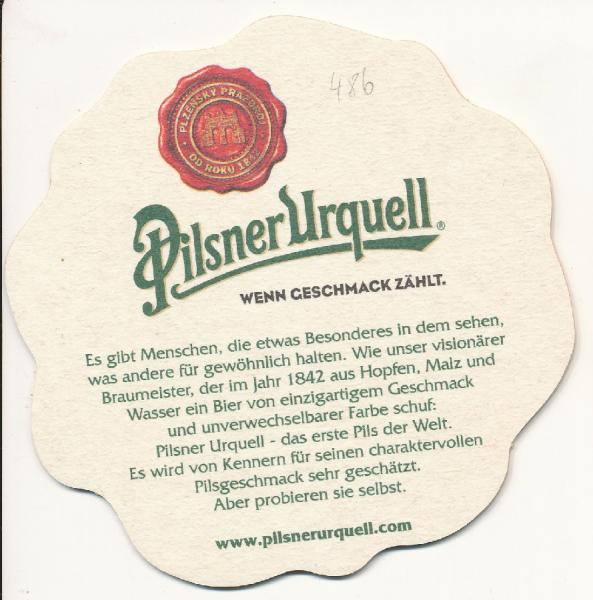 486
PLZEŇSKÝ PRAZDROJ
OD ROKU 1842
Pilsner Urquell®
WENN GESCHMACK ZÄHLT.
Es gibt Menschen, die etwas Besonderes in dem sehen,
was andere für gewöhnlich halten. Wie unser visionärer
Braumeister, der im Jahr 1842 aus Hopfen, Malz und
Wasser ein Bier von einzigartigem Geschmack
und unverwechselbarer Farbe schuf:
Pilsner Urquell - das erste Pils der Welt.
Es wird von Kennern für seinen charaktervollen
Pilsgeschmack sehr geschätzt.
Aber probieren sie selbst.
www.pilsnerurquell.com